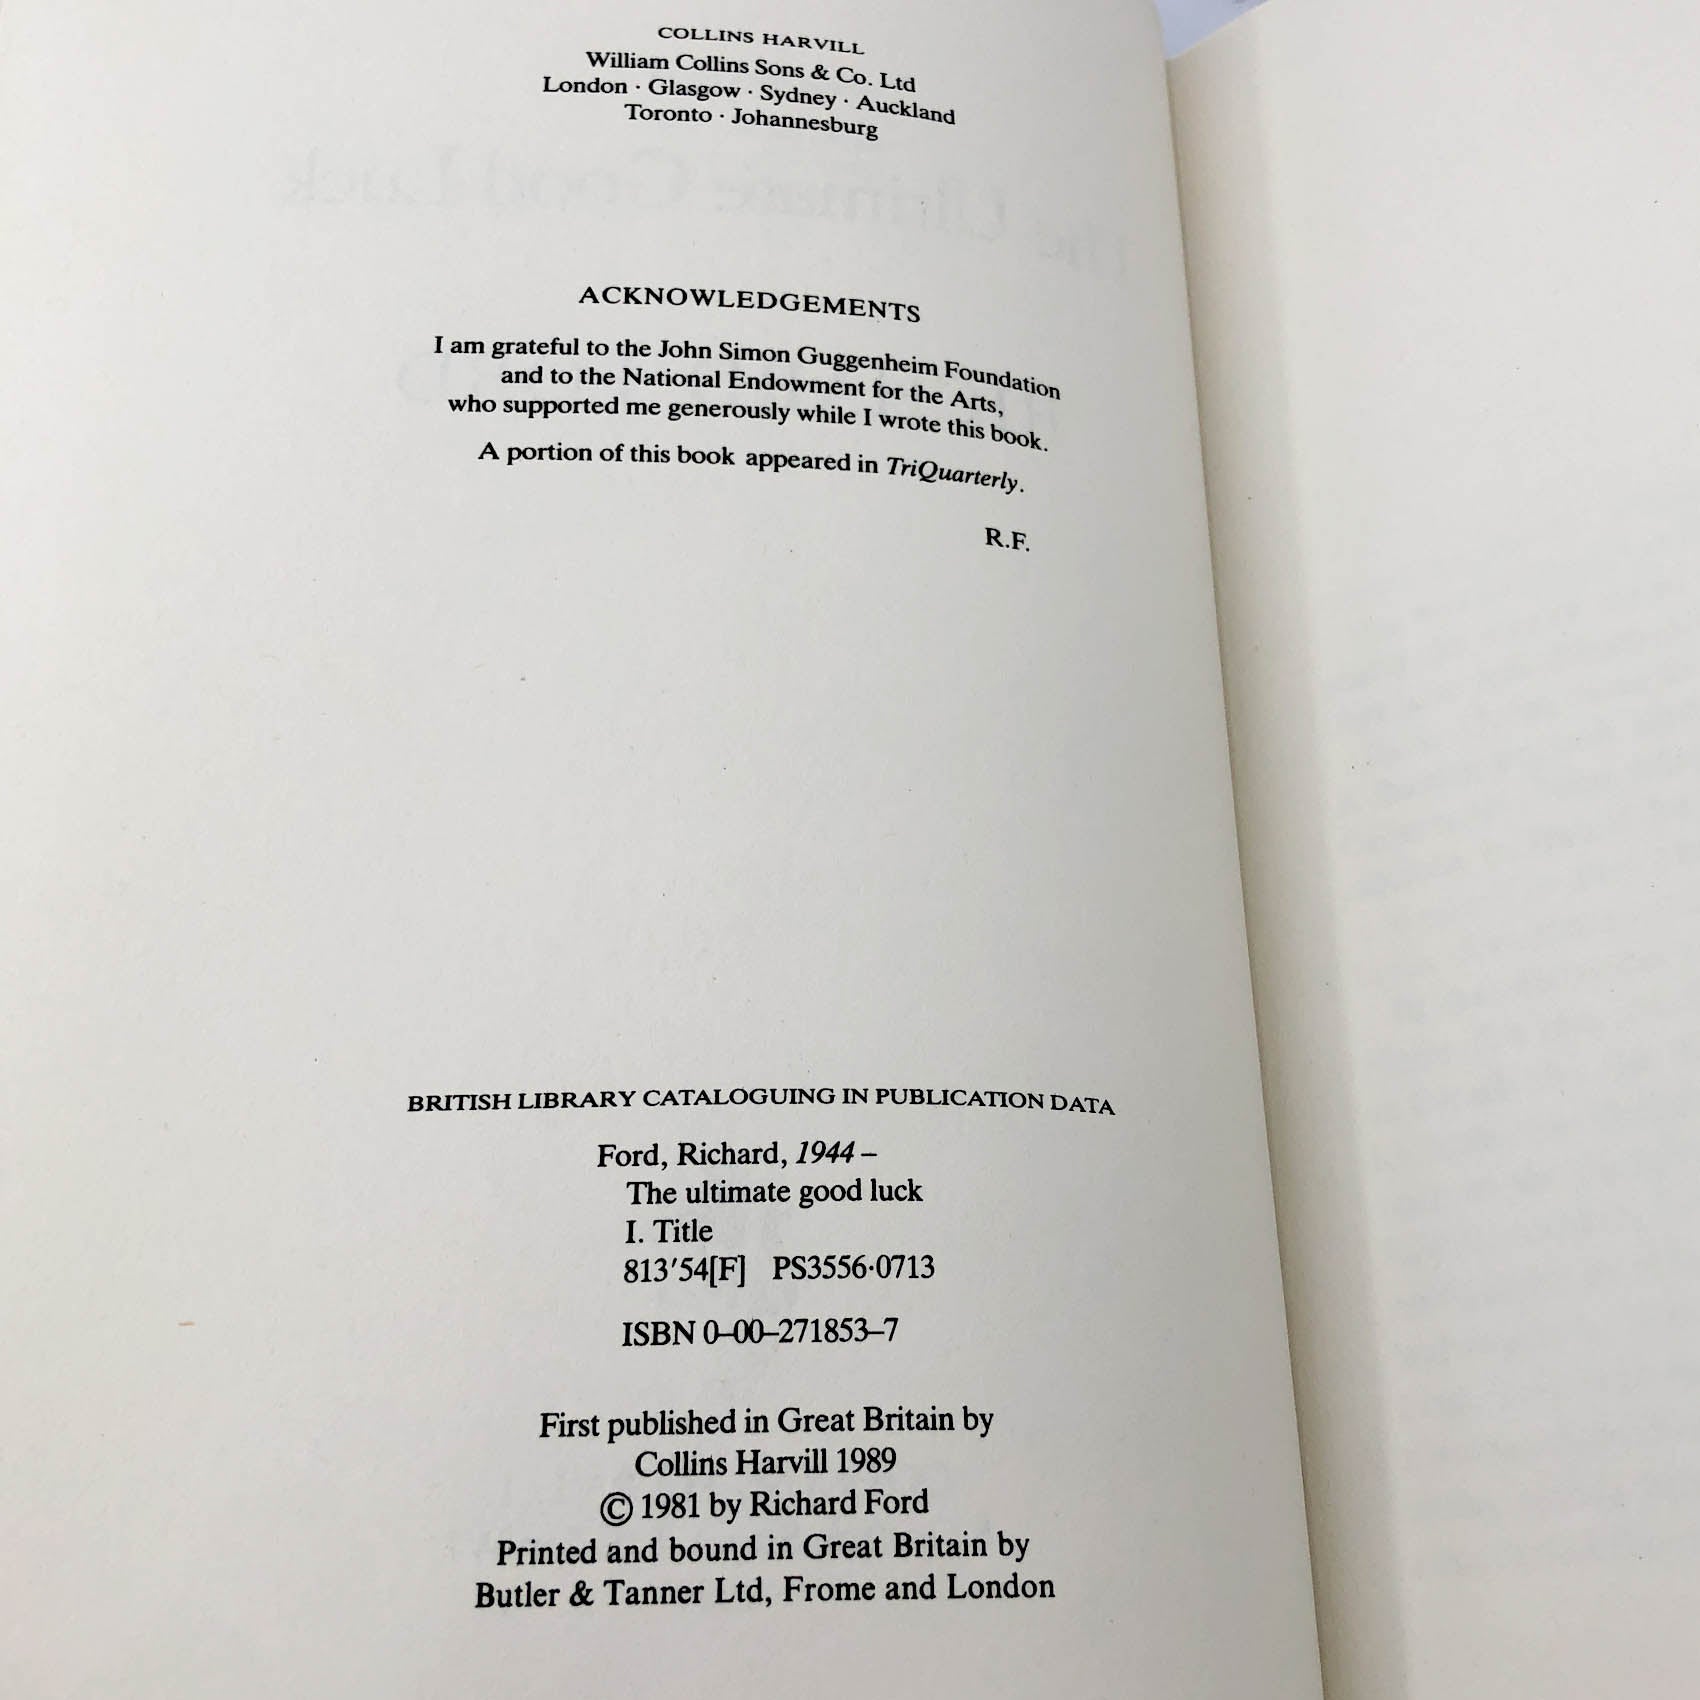 COLLINS HARVILL
William Collins Sons & Co. Ltd
London · Glasgow · Sydney · Auckland
Toronto · Johannesburg
ACKNOWLEDGEMENTS
I am grateful to the John Simon Guggenheim Foundation
and to the National Endowment for the Arts,
who supported me generously while I wrote this book.
A portion of this book appeared in TriQuarterly.
R.F.
BRITISH LIBRARY CATALOGUING IN PUBLICATION DATA
Ford, Richard, 1944 –
The ultimate good luck
I. Title
813'54[F] PS3556·0713
ISBN 0–00–271853–7
First published in Great Britain by
Collins Harvill 1989
© 1981 by Richard Ford
Printed and bound in Great Britain by
Butler & Tanner Ltd, Frome and London